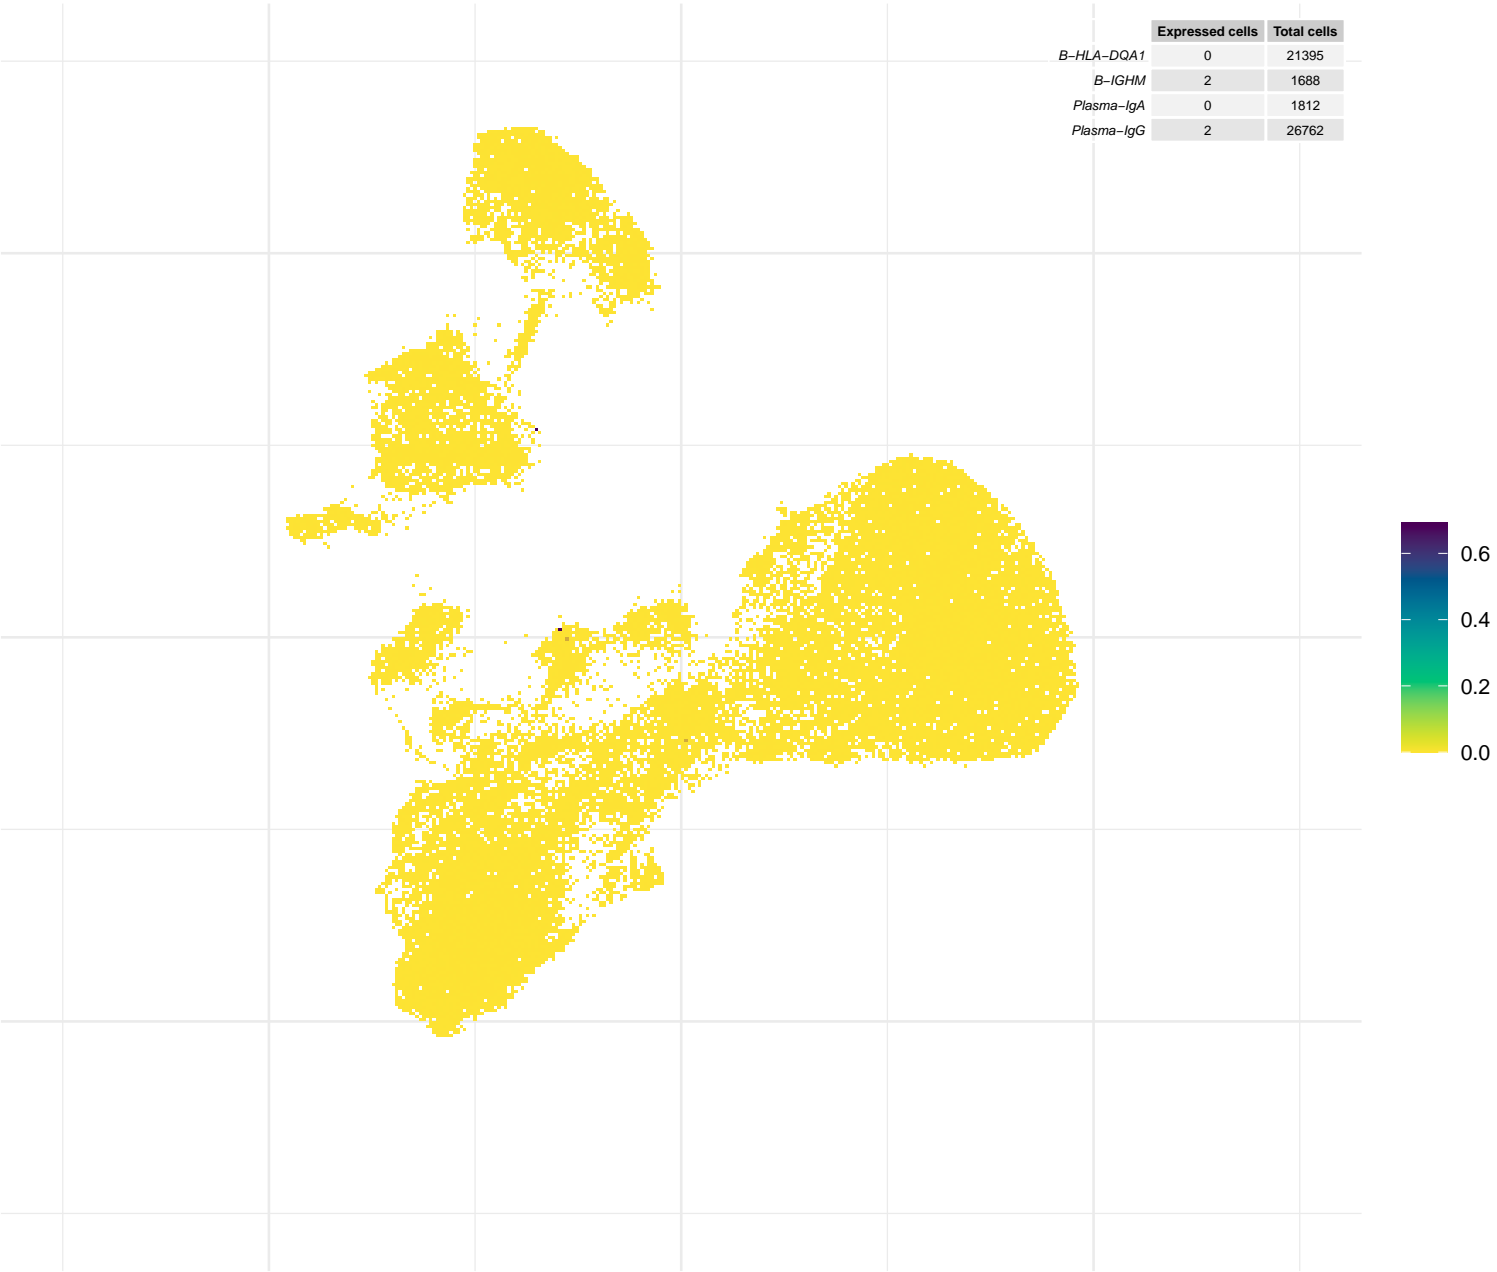 Expressed cells Total cells
B−HLA−DQA1 0 21395
B−IGHM 2 1688
Plasma−IgA 0 1812
Plasma−IgG 2 26762
0.6
0.4
0.2
0.0